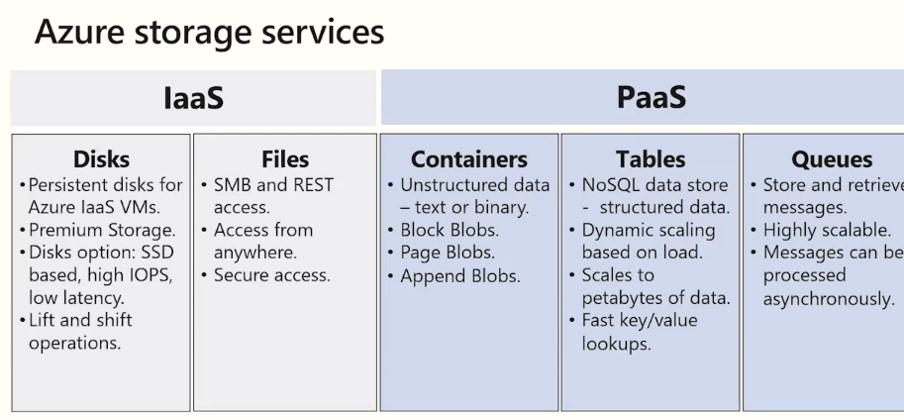 Azure storage services
IaaS
PaaS
Disks
•Persistent disks for
Azure IaaS VMs.
•Premium Storage.
•Disks option: SSD
based, high IOPS,
low latency.
•Lift and shift
operations.
Files
• SMB and REST
access.
• Access from
anywhere.
• Secure access.
Containers
• Unstructured data
– text or binary.
• Block Blobs.
• Page Blobs.
• Append Blobs.
Tables
• NoSQL data store
- structured data.
• Dynamic scaling
based on load.
• Scales to
petabytes of data.
• Fast key/value
lookups.
Queues
• Store and retrieve
messages.
• Highly scalable.
• Messages can be
processed
asynchronously.